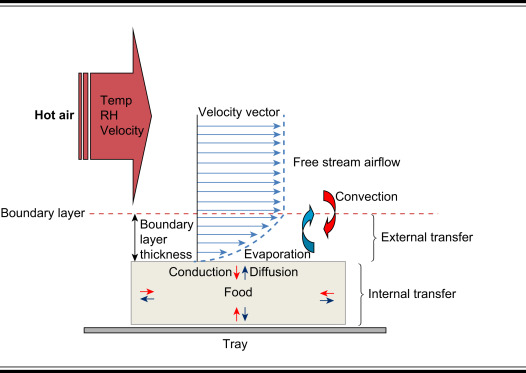 Temp
RH
Velocity
Hot air
Velocity vector
Free stream airflow
Convection
Boundary layer
Boundary
layer
thickness
Evaporation
External transfer
Conduction
Diffusion
Food
Internal transfer
Tray